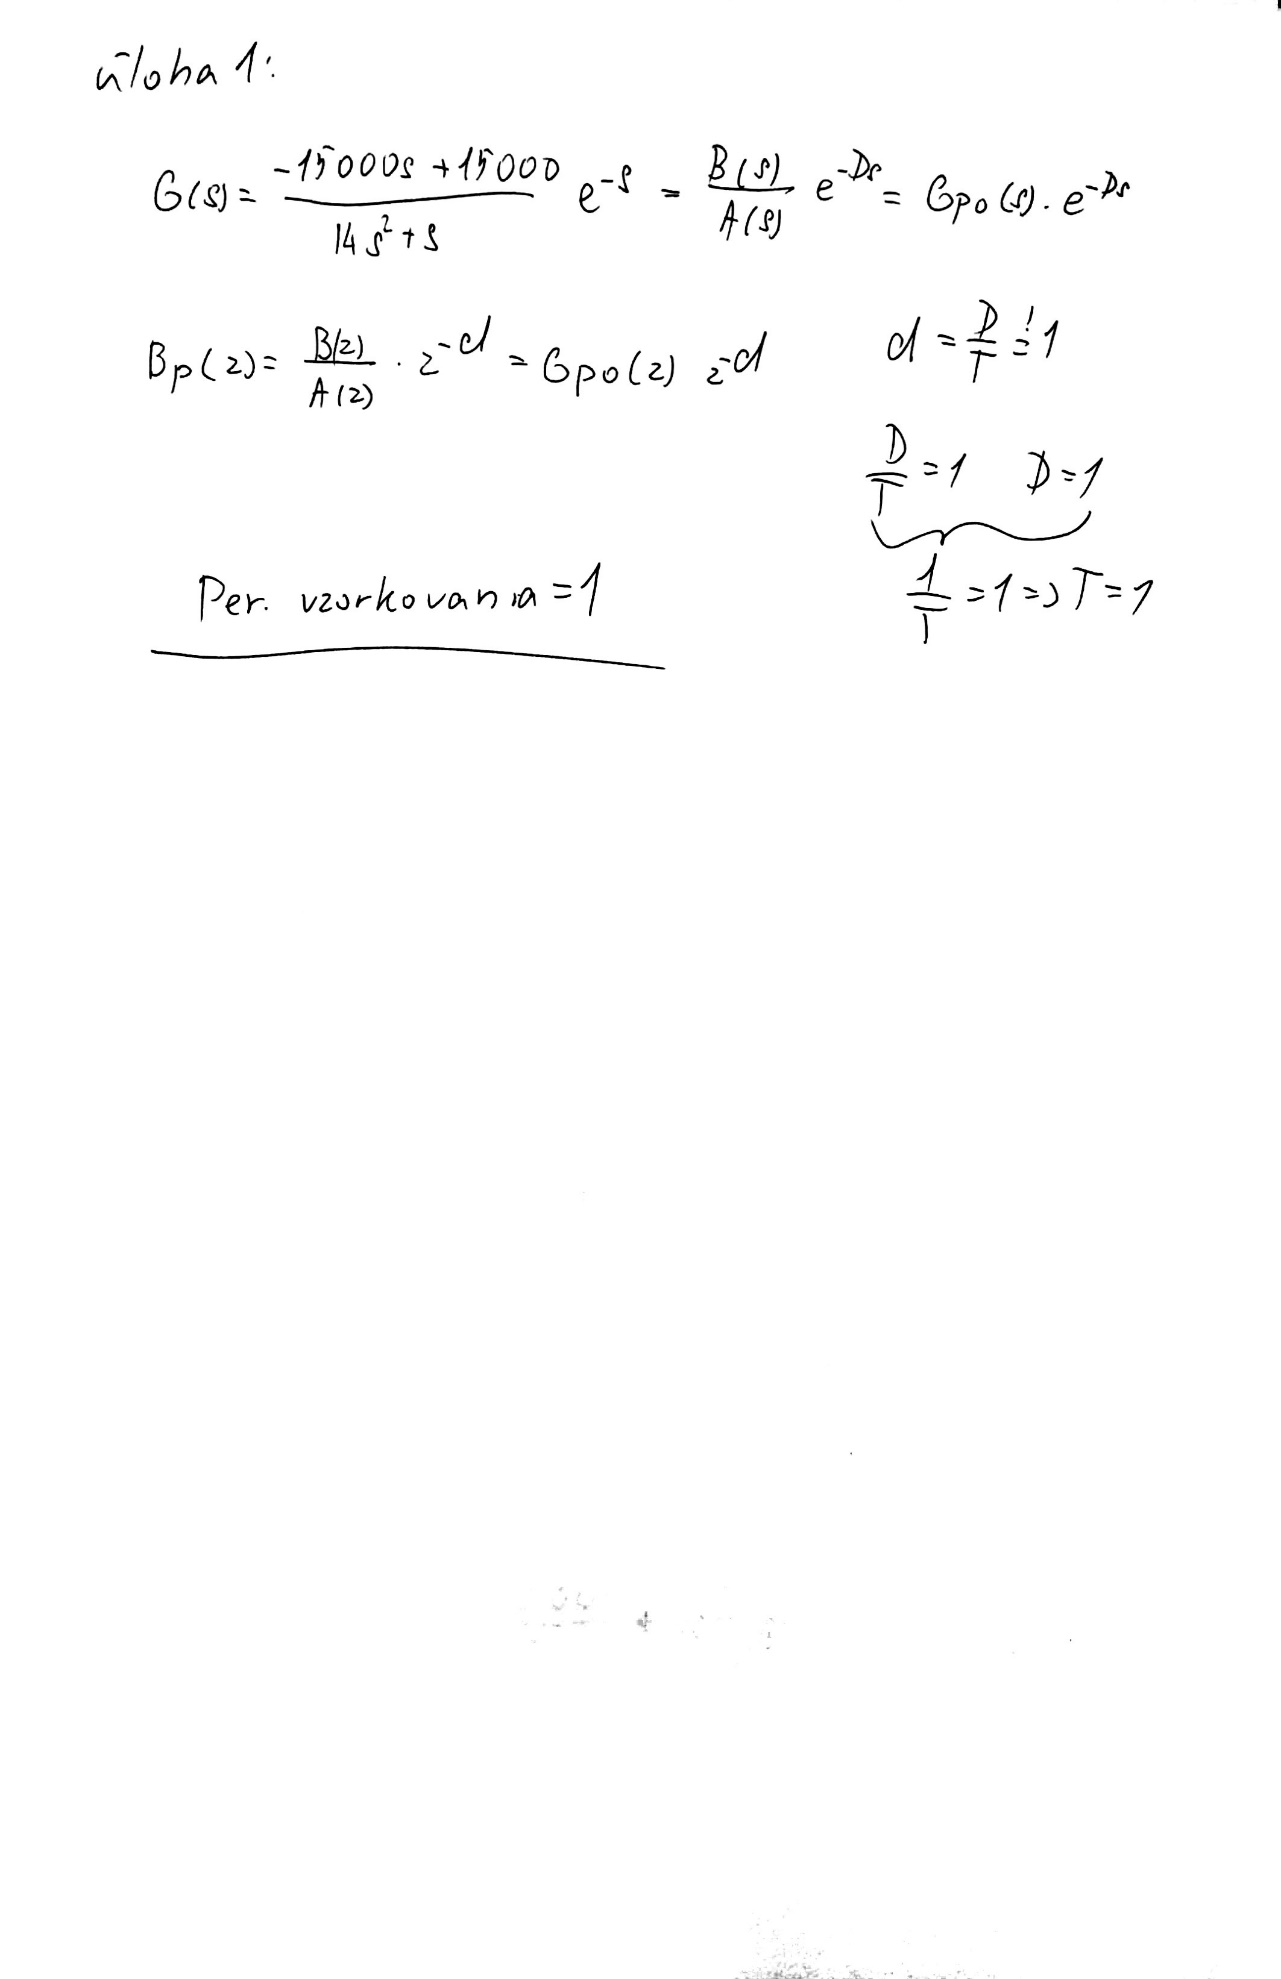 úloha 1:
G(s) = (-15000s + 15000)/(14s² + s) e^-s = B(s)/A(s) e^-Ds = Gpo(s) . e^-Ds
Bp(z) = B(z)/A(z) . z^-d = Gpo(z) z^-d
d = D/T =! 1
D/T = 1 D = 1
1/T = 1 => T = 1
Per. vzorkovania = 1